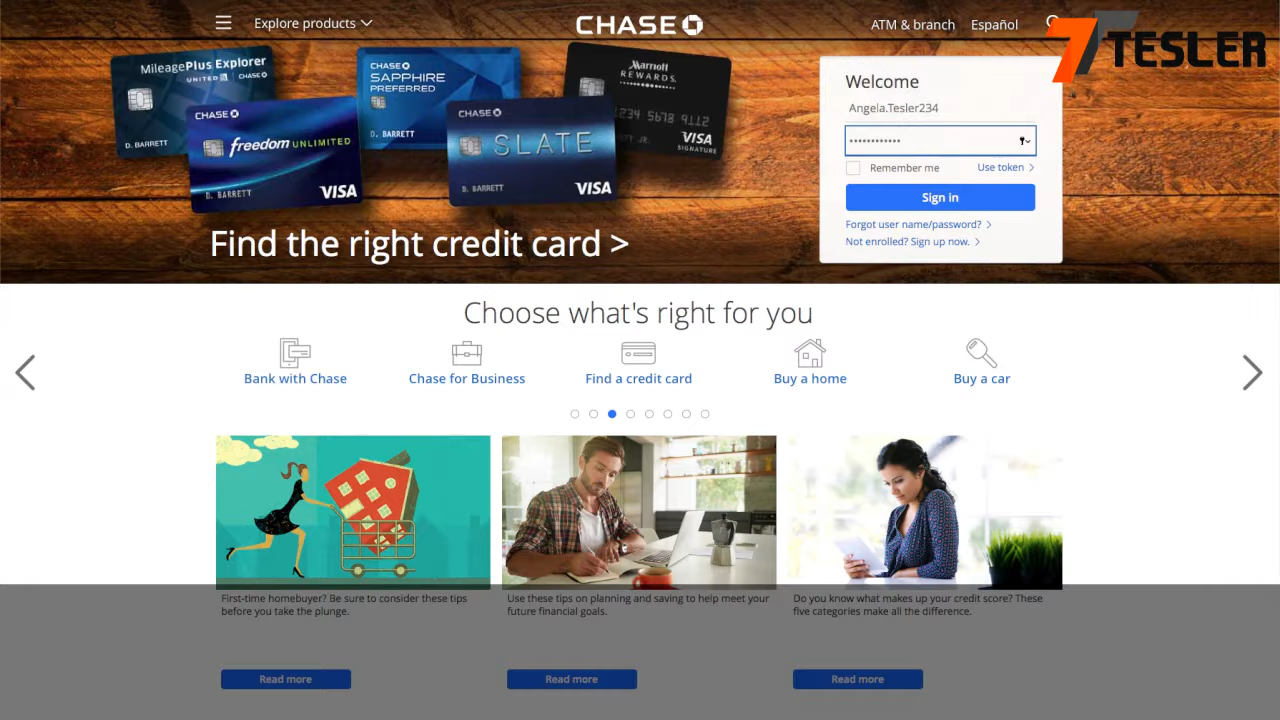 Explore products
CHASE
ATM & branch
Español
TESLER
MileagePlus Explorer
UNITED
CHASE
D. BARRETT
CHASE
freedom UNLIMITED
D. BARRETT
VISA
CHASE
SAPPHIRE
PREFERRED
D. BARRETT
CHASE
SLATE
D. BARRETT
VISA
Marriott
REWARDS.
1234 5678 9112
VISA
SIGNATURE
Find the right credit card >
Welcome
Angela.Tesler234
Remember me
Use token
Sign in
Forgot user name/password?
Not enrolled? Sign up now.
Choose what's right for you
Bank with Chase
Chase for Business
Find a credit card
Buy a home
Buy a car
First-time homebuyer? Be sure to consider these tips
before you take the plunge.
Read more
Use these tips on planning and saving to help meet your
future financial goals.
Read more
Do you know what makes up your credit score? These
five categories make all the difference.
Read more